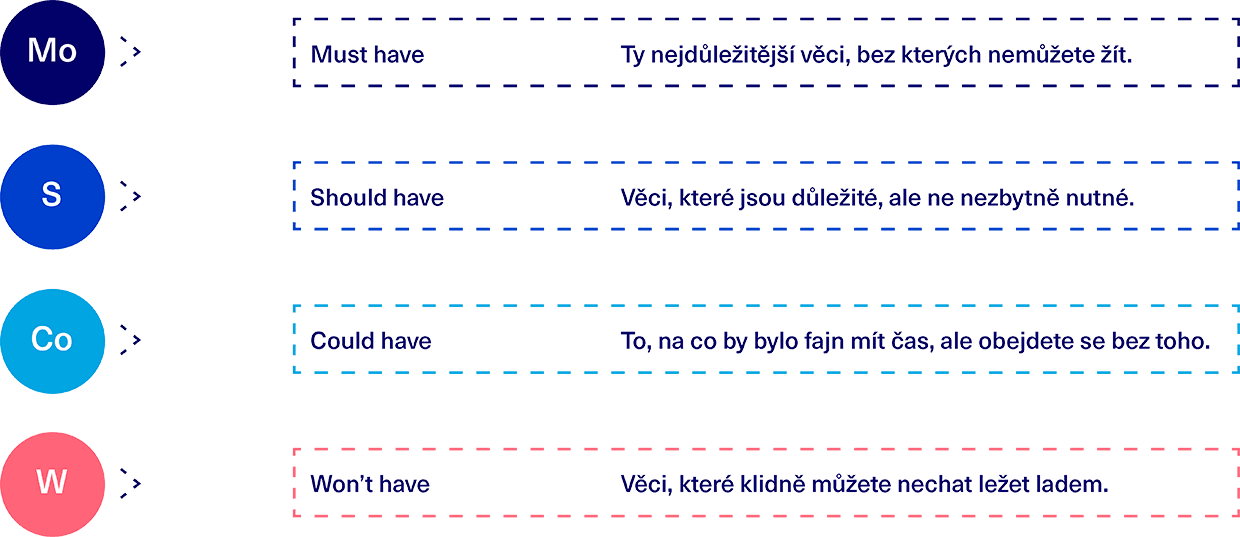 Mo
Must have Ty nejdůležitější věci, bez kterých nemůžete žít.
S
Should have Věci, které jsou důležité, ale ne nezbytně nutné.
Co
Could have To, na co by bylo fajn mít čas, ale obejdete se bez toho.
W
Won’t have Věci, které klidně můžete nechat ležet ladem.